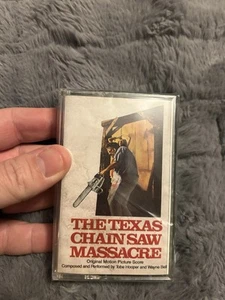 THE TEXAS
CHAIN SAW
MASSACRE
Original Motion Picture Score
Composed and Performed by Tobe Hooper and Wayne Bell